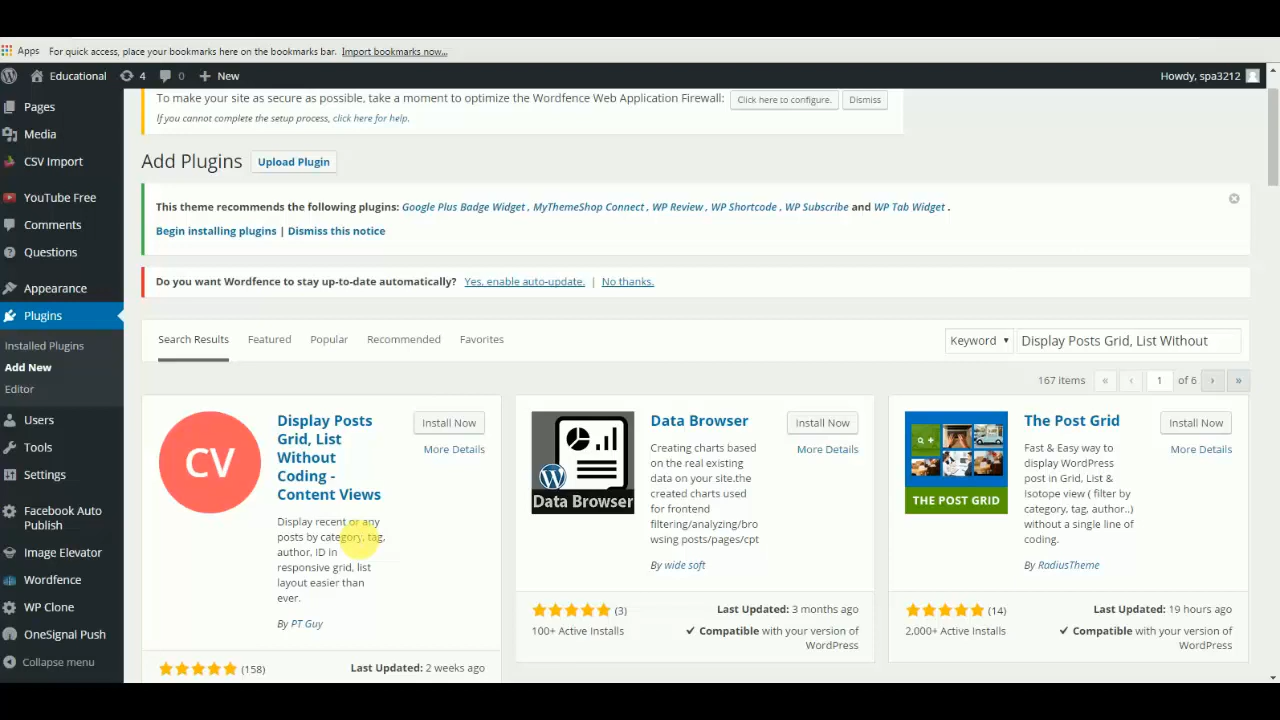 Apps For quick access, place your bookmarks here on the bookmarks bar. Import bookmarks now...
Educational 4 0 New Howdy, spa3212
Pages
Media
CSV Import
YouTube Free
Comments
Questions
Appearance
Plugins
Installed Plugins
Add New
Editor
Users
Tools
Settings
Facebook Auto
Publish
Image Elevator
Wordfence
WP Clone
OneSignal Push
Collapse menu
To make your site as secure as possible, take a moment to optimize the Wordfence Web Application Firewall: Click here to configure. Dismiss
If you cannot complete the setup process, click here for help.
Add Plugins Upload Plugin
This theme recommends the following plugins: Google Plus Badge Widget , MyThemeShop Connect , WP Review , WP Shortcode , WP Subscribe and WP Tab Widget .
Begin installing plugins | Dismiss this notice
Do you want Wordfence to stay up-to-date automatically? Yes, enable auto-update. | No thanks.
Search Results Featured Popular Recommended Favorites Keyword Display Posts Grid, List Without
167 items « ‹ 1 of 6 › »
CV
Display Posts
Grid, List
Without
Coding -
Content Views
Install Now
More Details
Display recent or any
posts by category, tag,
author, ID in
responsive grid, list
layout easier than
ever.
By PT Guy
(158) Last Updated: 2 weeks ago
Data Browser
Data Browser
Install Now
More Details
Creating charts based
on the real existing
data on your site.the
created charts used
for frontend
filtering/analyzing/bro
wsing posts/pages/cpt
By wide soft
(3) Last Updated: 3 months ago
100+ Active Installs ✔ Compatible with your version of
WordPress
THE POST GRID
The Post Grid
Install Now
More Details
Fast & Easy way to
display WordPress
post in Grid, List &
Isotope view ( filter by
category, tag, author..)
without a single line of
coding.
By RadiusTheme
(14) Last Updated: 19 hours ago
2,000+ Active Installs ✔ Compatible with your version of
WordPress